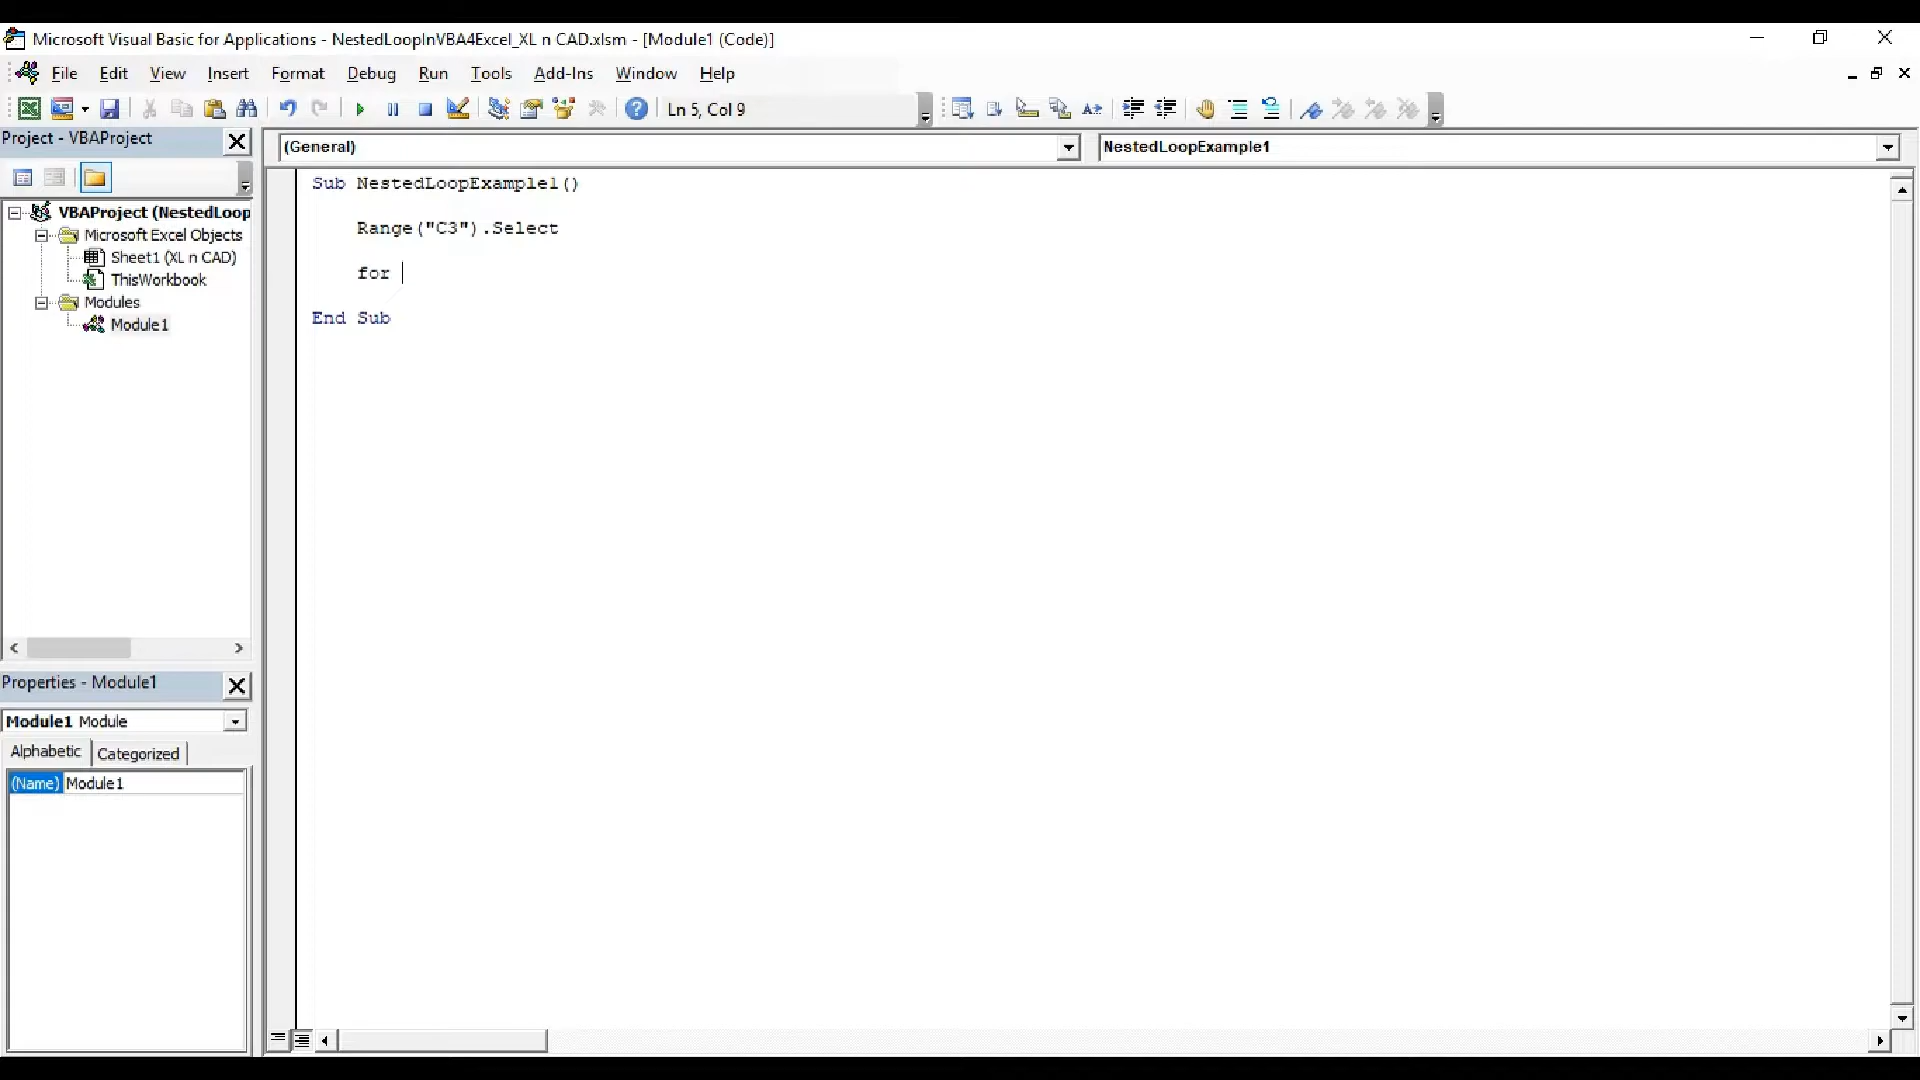 Microsoft Visual Basic for Applications - NestedLoopInVBA4Excel_XL n CAD.xlsm - [Module1 (Code)]
File Edit View Insert Format Debug Run Tools Add-Ins Window Help
Ln 5, Col 9
Project - VBAProject
(General)
NestedLoopExample1
VBAProject (NestedLoop
Microsoft Excel Objects
Sheet1 (XL n CAD)
ThisWorkbook
Modules
Module1
Sub NestedLoopExample1()
Range("C3").Select
for
End Sub
Properties - Module1
Module1 Module
Alphabetic Categorized
(Name) Module1